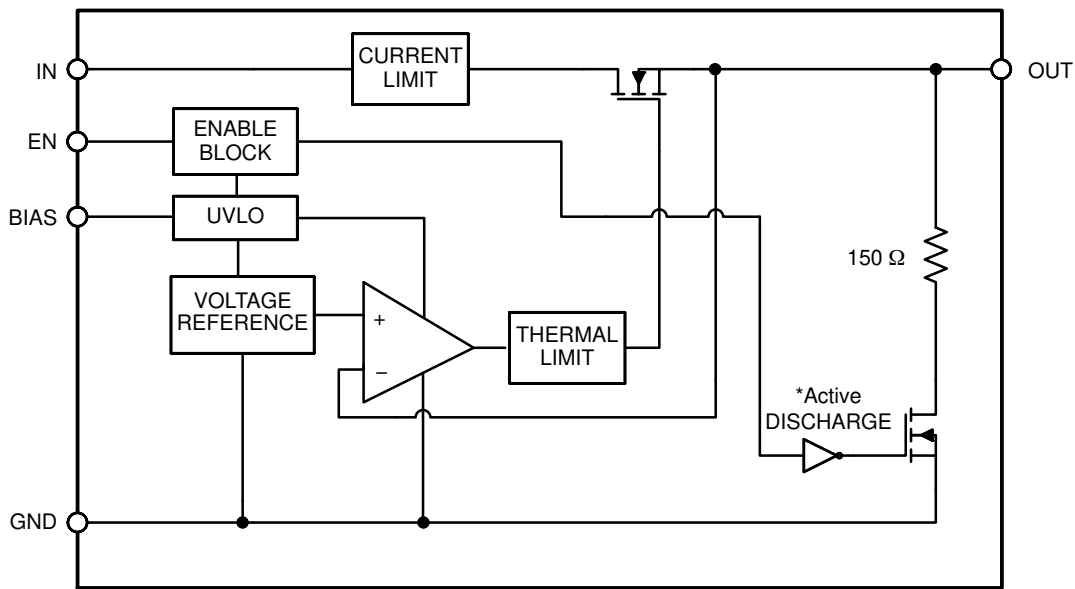 IN
CURRENT
LIMIT
OUT
EN
ENABLE
BLOCK
BIAS
UVLO
150 Ω
VOLTAGE
REFERENCE
+
−
THERMAL
LIMIT
*Active
DISCHARGE
GND